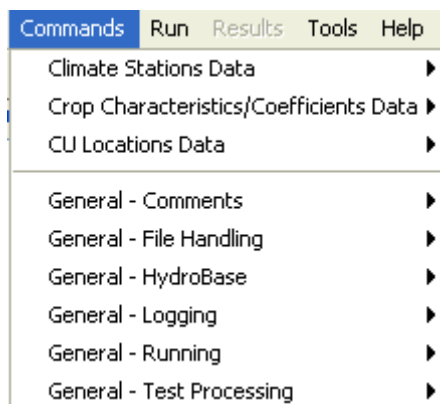 Commands Run Results Tools Help
Climate Stations Data
Crop Characteristics/Coefficients Data
CU Locations Data
General - Comments
General - File Handling
General - HydroBase
General - Logging
General - Running
General - Test Processing